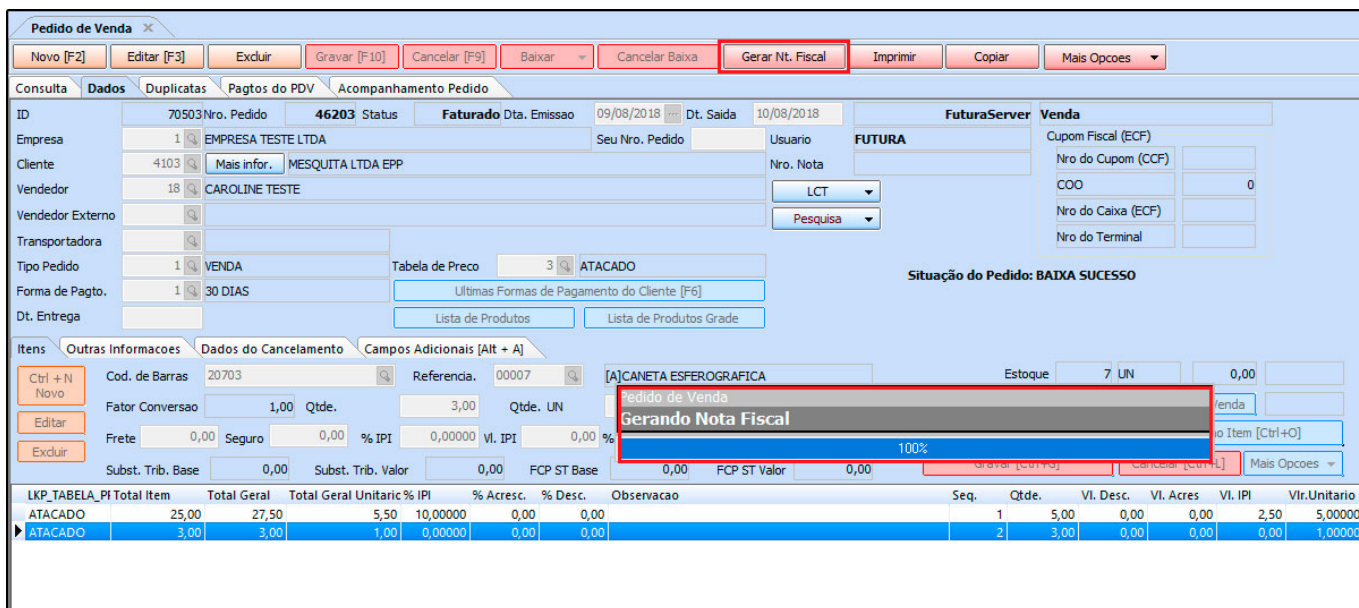 Pedido de Venda ×
Novo [F2] Editar [F3] Excluir Gravar [F10] Cancelar [F9] Baixar Cancelar Baixa Gerar Nt. Fiscal Imprimir Copiar Mais Opcoes
Consulta Dados Duplicatas Pagtos do PDV Acompanhamento Pedido
ID 70503 Nro. Pedido 46203 Status Faturado Dta. Emissao 09/08/2018 ... Dt. Saida 10/08/2018 FuturaServer Venda
Empresa 1 EMPRESA TESTE LTDA Seu Nro. Pedido Usuario FUTURA Cupom Fiscal (ECF)
Cliente 4103 Mais infor. MESQUITA LTDA EPP Nro. Nota Nro do Cupom (CCF)
Vendedor 18 CAROLINE TESTE LCT COO 0
Vendedor Externo Pesquisa Nro do Caixa (ECF)
Transportadora Nro do Terminal
Tipo Pedido 1 VENDA Tabela de Preco 3 ATACADO Situação do Pedido: BAIXA SUCESSO
Forma de Pagto. 1 30 DIAS Ultimas Formas de Pagamento do Cliente [F6]
Dt. Entrega Lista de Produtos Lista de Produtos Grade
Itens Outras Informacoes Dados do Cancelamento Campos Adicionais [Alt + A]
Ctrl + N Novo Cod. de Barras 20703 Referencia. 00007 [A]CANETA ESFEROGRAFICA Estoque 7 UN 0,00
Editar Fator Conversao 1,00 Qtde. 3,00 Qtde. UN Pedido de Venda enda
Gerando Nota Fiscal
Excluir Frete 0,00 Seguro 0,00 % IPI 0,00000 Vl. IPI 0,00 % 100% o Item [Ctrl+O]
Subst. Trib. Base 0,00 Subst. Trib. Valor 0,00 FCP ST Base 0,00 FCP ST Valor 0,00 Gravar [Ctrl+G] Cancelar [Ctrl+L] Mais Opcoes
LKP_TABELA_PI Total Item Total Geral Total Geral Unitaric % IPI % Acresc. % Desc. Observacao Seq. Qtde. Vl. Desc. Vl. Acres Vl. IPI Vlr.Unitario
ATACADO 25,00 27,50 5,50 10,00000 0,00 0,00 1 5,00 0,00 0,00 2,50 5,00000
ATACADO 3,00 3,00 1,00 0,00000 0,00 0,00 2 3,00 0,00 0,00 0,00 1,00000